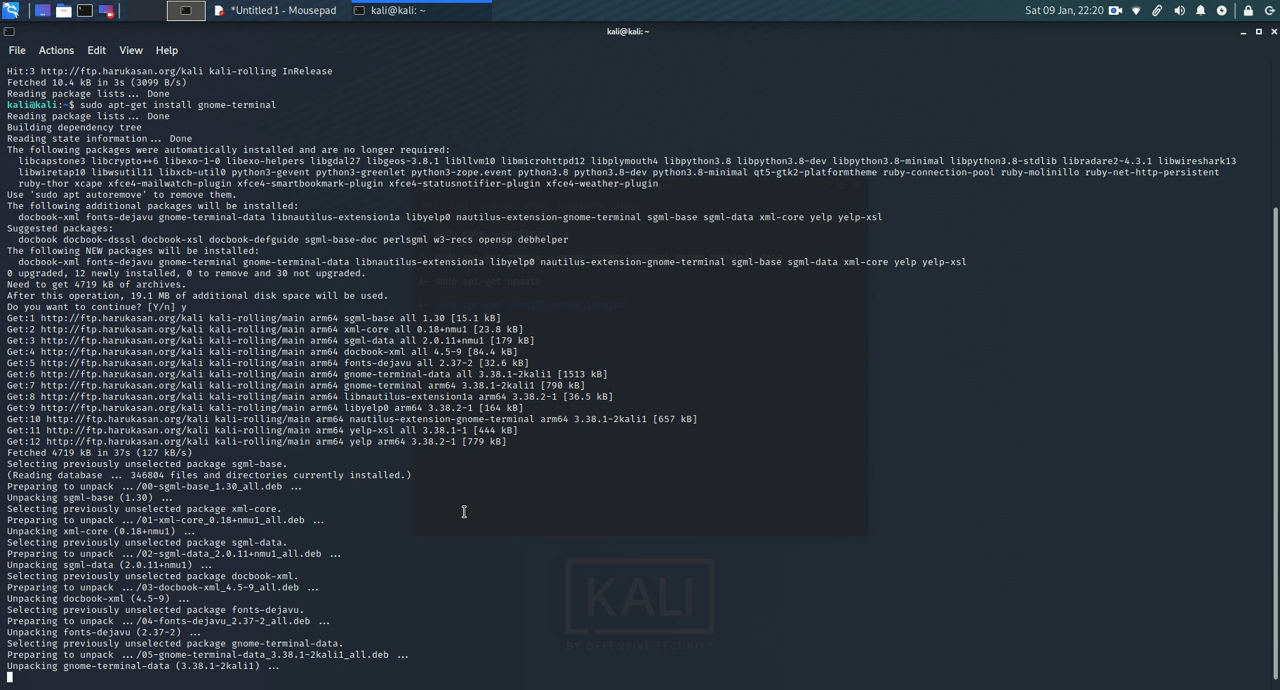 *Untitled 1 - Mousepad
kali@kali: ~
Sat 09 Jan, 22:20
kali@kali: ~
File Actions Edit View Help
Hit:3 http://ftp.harukasan.org/kali kali-rolling InRelease
Fetched 10.4 kB in 3s (3099 B/s)
Reading package lists... Done
kali@kali:~$ sudo apt-get install gnome-terminal
Reading package lists... Done
Building dependency tree
Reading state information... Done
The following packages were automatically installed and are no longer required:
libcapstone3 libcrypto++6 libexo-1-0 libexo-helpers libgdal27 libgeos-3.8.1 libllvm10 libmicrohttpd12 libplymouth4 libpython3.8 libpython3.8-dev libpython3.8-minimal libpython3.8-stdlib libradare2-4.3.1 libwireshark13
libwiretap10 libwsutil11 libxcb-util0 python3-gevent python3-greenlet python3-zope.event python3.8 python3.8-dev python3.8-minimal qt5-gtk2-platformtheme ruby-connection-pool ruby-molinillo ruby-net-http-persistent
ruby-thor xcape xfce4-mailwatch-plugin xfce4-smartbookmark-plugin xfce4-statusnotifier-plugin xfce4-weather-plugin
Use 'sudo apt autoremove' to remove them.
The following additional packages will be installed:
docbook-xml fonts-dejavu gnome-terminal-data libnautilus-extension1a libyelp0 nautilus-extension-gnome-terminal sgml-base sgml-data xml-core yelp yelp-xsl
Suggested packages:
docbook docbook-dsssl docbook-xsl docbook-defguide sgml-base-doc perlsgml w3-recs opensp debhelper
The following NEW packages will be installed:
docbook-xml fonts-dejavu gnome-terminal gnome-terminal-data libnautilus-extension1a libyelp0 nautilus-extension-gnome-terminal sgml-base sgml-data xml-core yelp yelp-xsl
0 upgraded, 12 newly installed, 0 to remove and 30 not upgraded.
Need to get 4719 kB of archives.
After this operation, 19.1 MB of additional disk space will be used.
Do you want to continue? [Y/n] y
Get:1 http://ftp.harukasan.org/kali kali-rolling/main arm64 sgml-base all 1.30 [15.1 kB]
Get:2 http://ftp.harukasan.org/kali kali-rolling/main arm64 xml-core all 0.18+nmu1 [23.8 kB]
Get:3 http://ftp.harukasan.org/kali kali-rolling/main arm64 sgml-data all 2.0.11+nmu1 [179 kB]
Get:4 http://ftp.harukasan.org/kali kali-rolling/main arm64 docbook-xml all 4.5-9 [84.4 kB]
Get:5 http://ftp.harukasan.org/kali kali-rolling/main arm64 fonts-dejavu all 2.37-2 [32.6 kB]
Get:6 http://ftp.harukasan.org/kali kali-rolling/main arm64 gnome-terminal-data all 3.38.1-2kali1 [1513 kB]
Get:7 http://ftp.harukasan.org/kali kali-rolling/main arm64 gnome-terminal arm64 3.38.1-2kali1 [790 kB]
Get:8 http://ftp.harukasan.org/kali kali-rolling/main arm64 libnautilus-extension1a arm64 3.38.2-1 [36.5 kB]
Get:9 http://ftp.harukasan.org/kali kali-rolling/main arm64 libyelp0 arm64 3.38.2-1 [164 kB]
Get:10 http://ftp.harukasan.org/kali kali-rolling/main arm64 nautilus-extension-gnome-terminal arm64 3.38.1-2kali1 [657 kB]
Get:11 http://ftp.harukasan.org/kali kali-rolling/main arm64 yelp-xsl all 3.38.1-1 [444 kB]
Get:12 http://ftp.harukasan.org/kali kali-rolling/main arm64 yelp arm64 3.38.2-1 [779 kB]
Fetched 4719 kB in 37s (127 kB/s)
Selecting previously unselected package sgml-base.
(Reading database ... 346804 files and directories currently installed.)
Preparing to unpack .../00-sgml-base_1.30_all.deb ...
Unpacking sgml-base (1.30) ...
Selecting previously unselected package xml-core.
Preparing to unpack .../01-xml-core_0.18+nmu1_all.deb ...
Unpacking xml-core (0.18+nmu1) ...
Selecting previously unselected package sgml-data.
Preparing to unpack .../02-sgml-data_2.0.11+nmu1_all.deb ...
Unpacking sgml-data (2.0.11+nmu1) ...
Selecting previously unselected package docbook-xml.
Preparing to unpack .../03-docbook-xml_4.5-9_all.deb ...
Unpacking docbook-xml (4.5-9) ...
Selecting previously unselected package fonts-dejavu.
Preparing to unpack .../04-fonts-dejavu_2.37-2_all.deb ...
Unpacking fonts-dejavu (2.37-2) ...
Selecting previously unselected package gnome-terminal-data.
Preparing to unpack .../05-gnome-terminal-data_3.38.1-2kali1_all.deb ...
Unpacking gnome-terminal-data (3.38.1-2kali1) ...
KALI
BY OFFENSIVE SECURITY